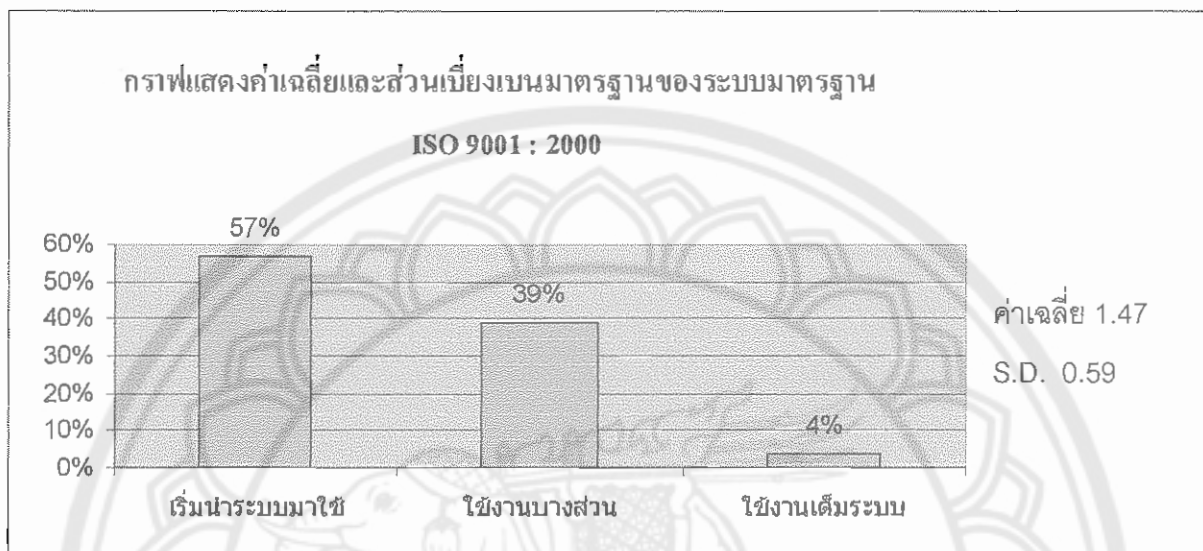 กราฟแสดงค่าเฉลี่ยและส่วนเบี่ยงเบนมาตรฐานของระบบมาตรฐาน
ISO 9001 : 2000
57%
60%
50%
39%
40%
30%
20%
10%
4%
0%
ค่าเฉลี่ย 1.47
S.D. 0.59
เริ่มนำระบบมาใช้ ใช้งานบางส่วน ใช้งานเต็มระบบ